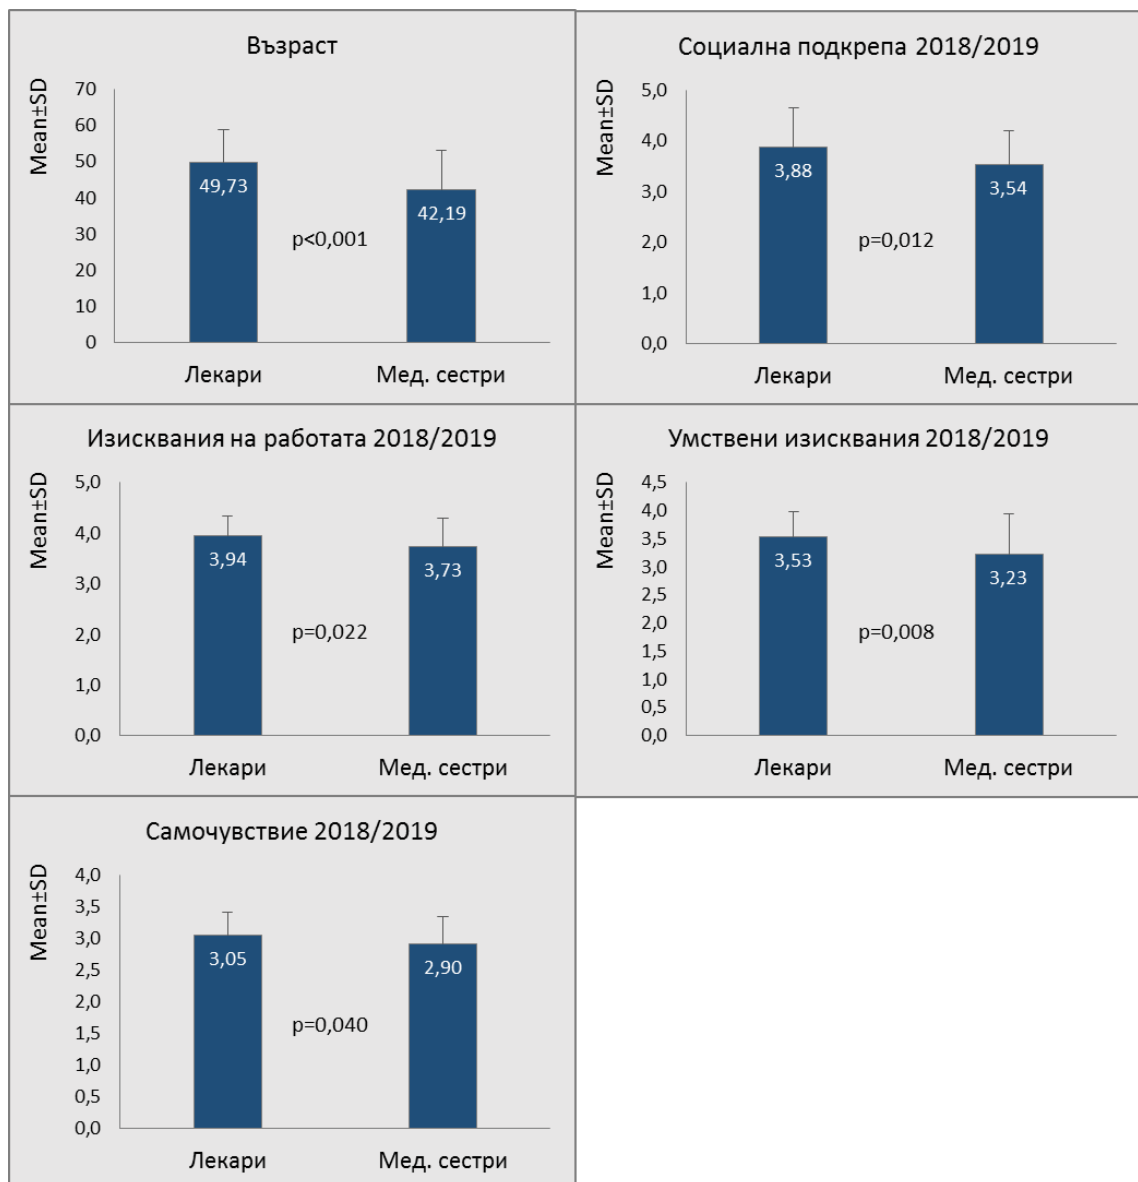 Възраст
Mean±SD
70
60
50
40
30
20
10
0
49,73
42,19
p<0,001
Лекари
Мед. сестри
Социална подкрепа 2018/2019
Mean±SD
5,0
4,0
3,0
2,0
1,0
0,0
3,88
3,54
p=0,012
Лекари
Мед. сестри
Изисквания на работата 2018/2019
Mean±SD
5,0
4,0
3,0
2,0
1,0
0,0
3,94
3,73
p=0,022
Лекари
Мед. сестри
Умствени изисквания 2018/2019
Mean±SD
4,5
4,0
3,5
3,0
2,5
2,0
1,5
1,0
0,5
0,0
3,53
3,23
p=0,008
Лекари
Мед. сестри
Самочувствие 2018/2019
Mean±SD
4,0
3,5
3,0
2,5
2,0
1,5
1,0
0,5
0,0
3,05
2,90
p=0,040
Лекари
Мед. сестри